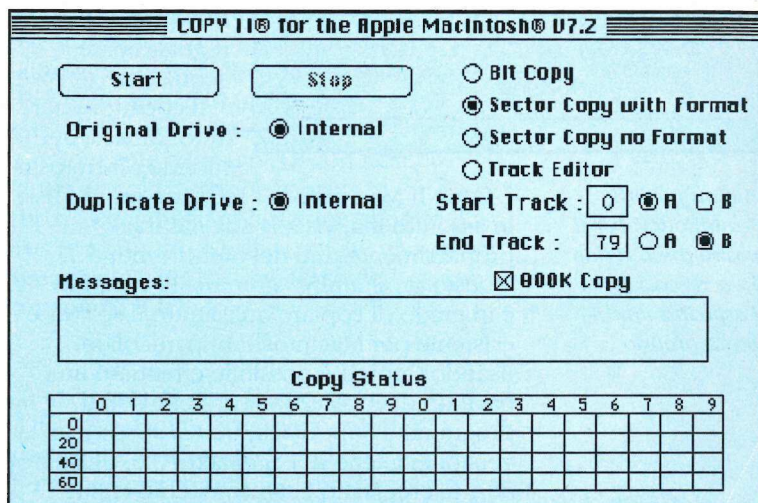 COPY II® for the Apple Macintosh® V7.2
Start
Stop
Original Drive : Internal
Duplicate Drive : Internal
Bit Copy
Sector Copy with Format
Sector Copy no Format
Track Editor
Start Track : 0 A B
End Track : 79 A B
800K Copy
Messages:
Copy Status
0 1 2 3 4 5 6 7 8 9 0 1 2 3 4 5 6 7 8 9
0
20
40
60